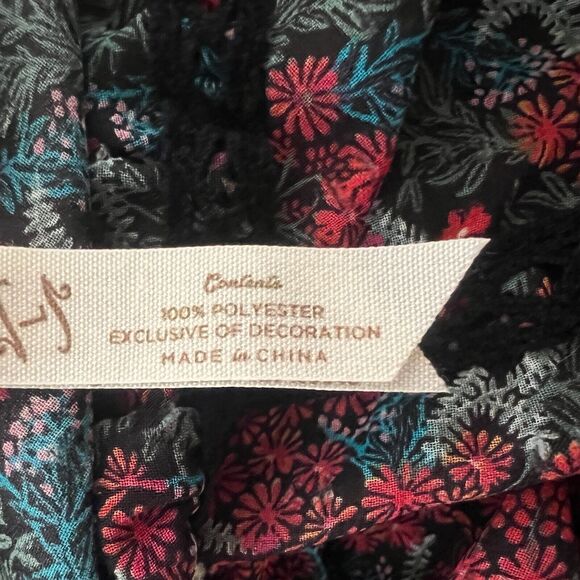 Contents
100% POLYESTER
EXCLUSIVE OF DECORATION
MADE in CHINA